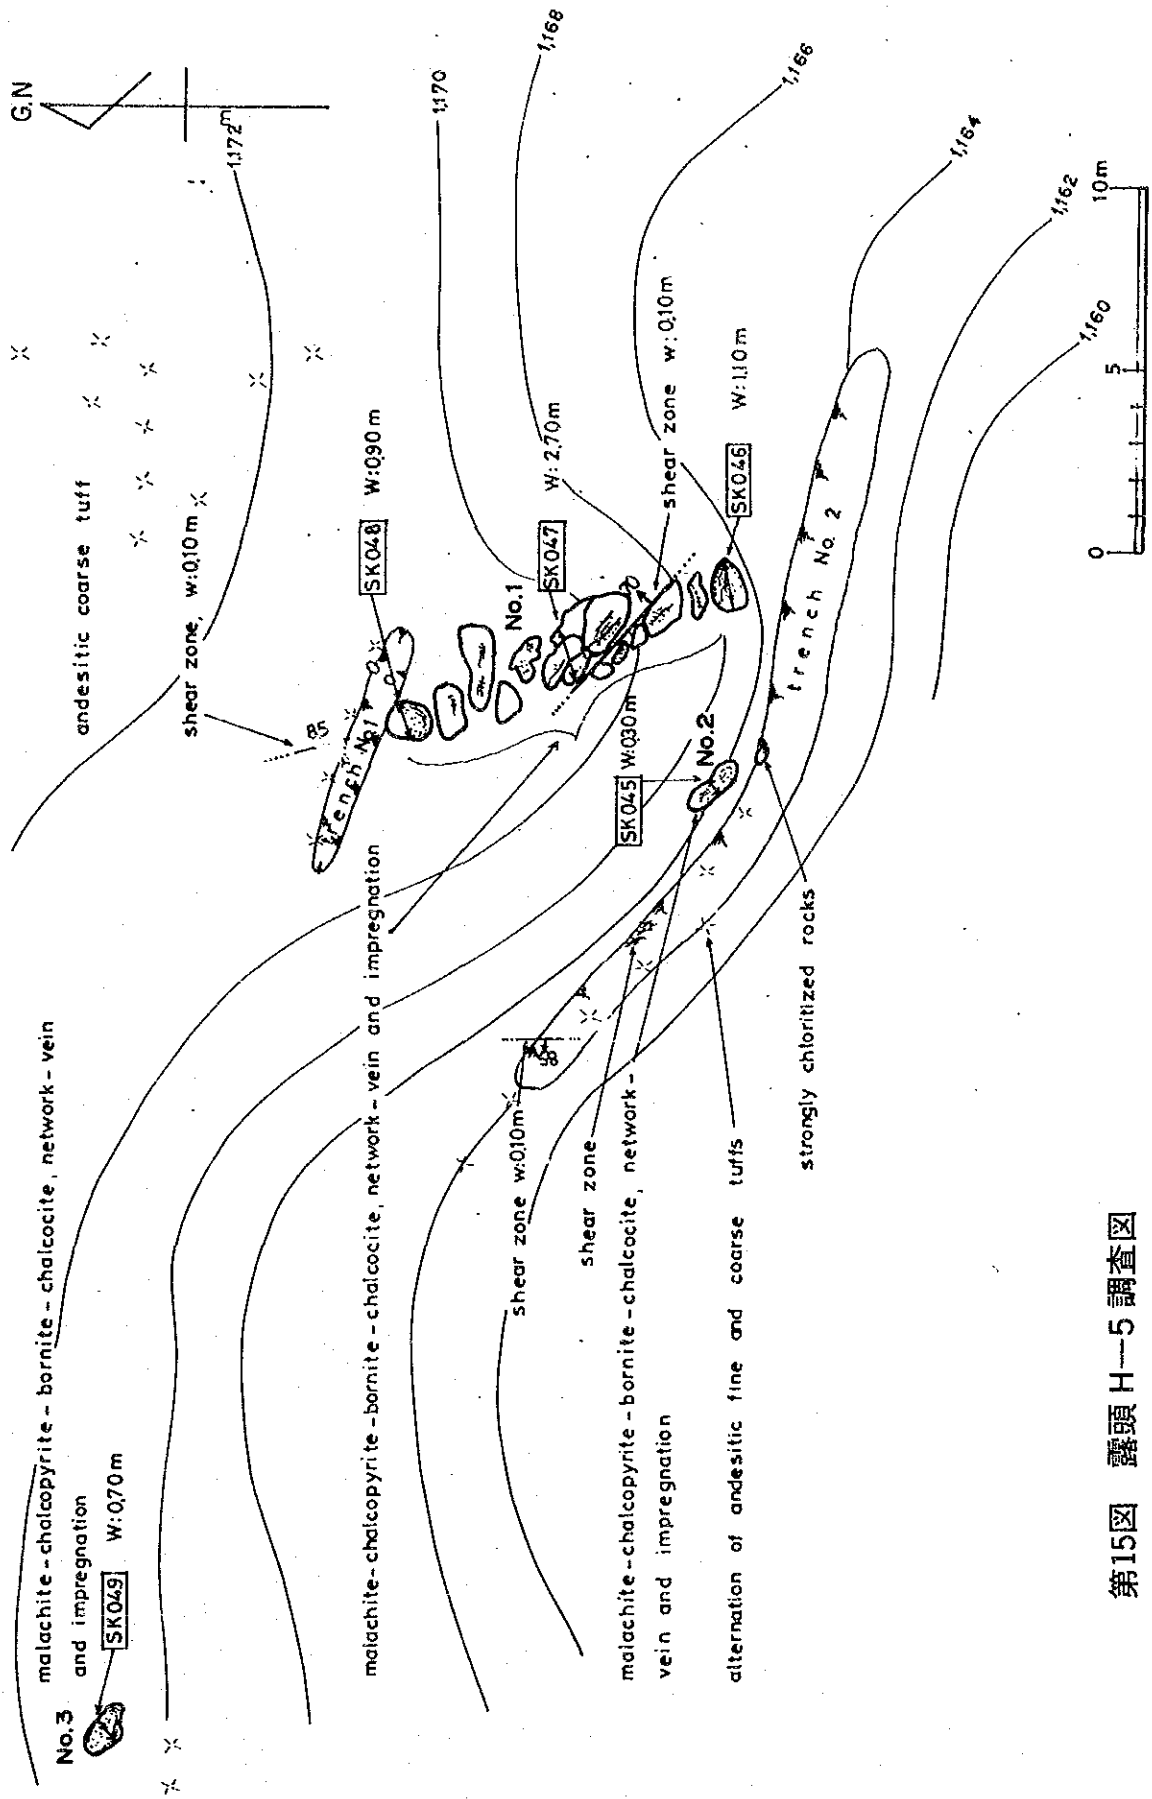 G.N
1,172m
1,170
1,168
1,166
1,164
1,162
1,160
andesitic coarse tuff
shear zone, w:0.10m
85
SK048 W:0.90m
trench No.1
No.1
SK047
W:2.70m
70
shear zone w:0.10m
SK046 W:1.10m
malachite-chalcopyrite-bornite-chalcocite, network-vein
and impregnation
No.3
SK049 W:0.70m
malachite-chalcopyrite-bornite-chalcocite, network-vein and impregnation
SK045 W:0.30m
No.2
trench No. 2
shear zone w:0.10m
shear zone
malachite-chalcopyrite-bornite-chalcocite, network-
vein and impregnation
alternation of andesitic fine and coarse tuffs
strongly chloritized rocks
0 5 10m
第15図 露頭 H—5 調査図